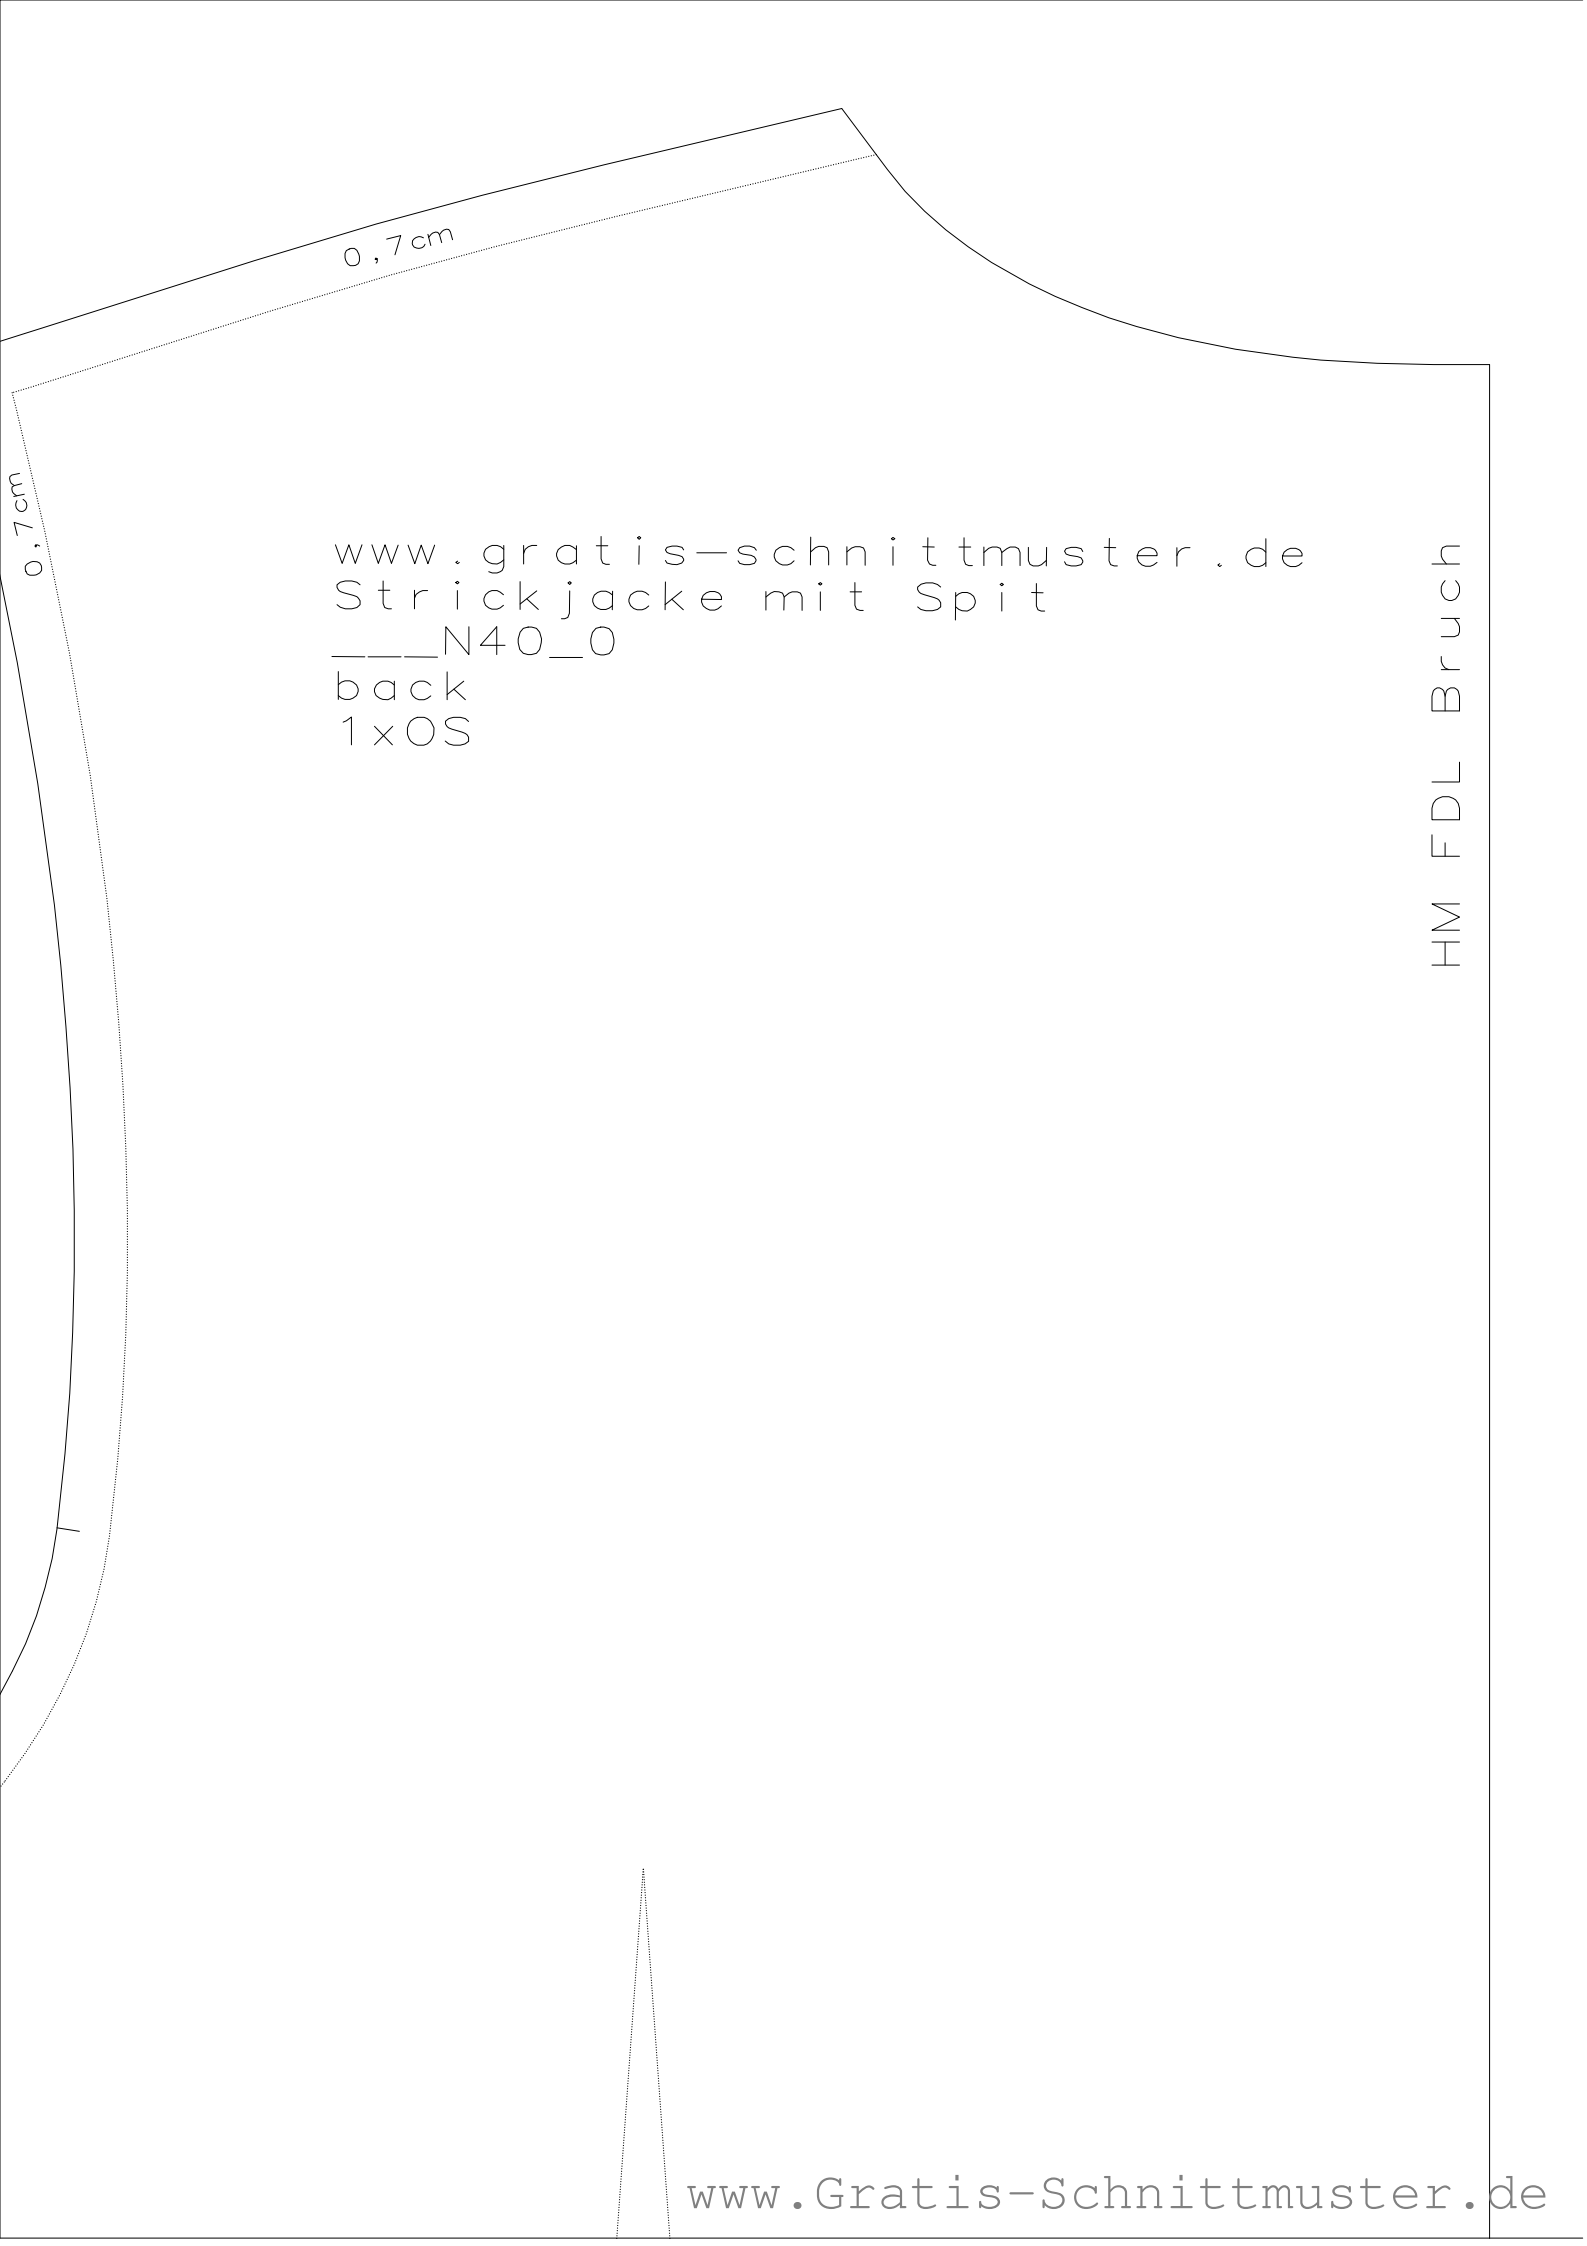 0,7cm
0,7cm
www.gratis-schnittmuster.de
Strickjacke mit Spit
___N40_0
back
1xOS
HM FDL Bruch
www.Gratis-Schnittmuster.de